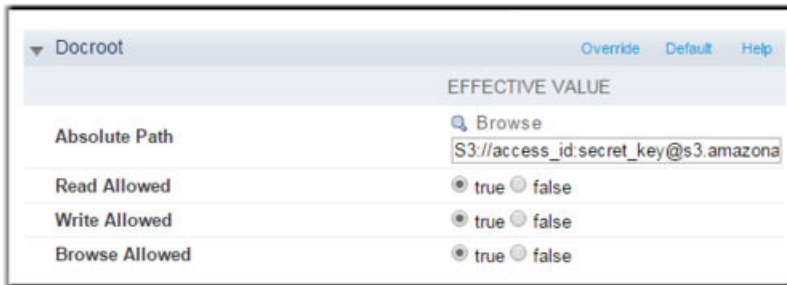 Docroot Override Default Help
EFFECTIVE VALUE
Absolute Path Browse
S3://access_id:secret_key@s3.amazona
Read Allowed true false
Write Allowed true false
Browse Allowed true false